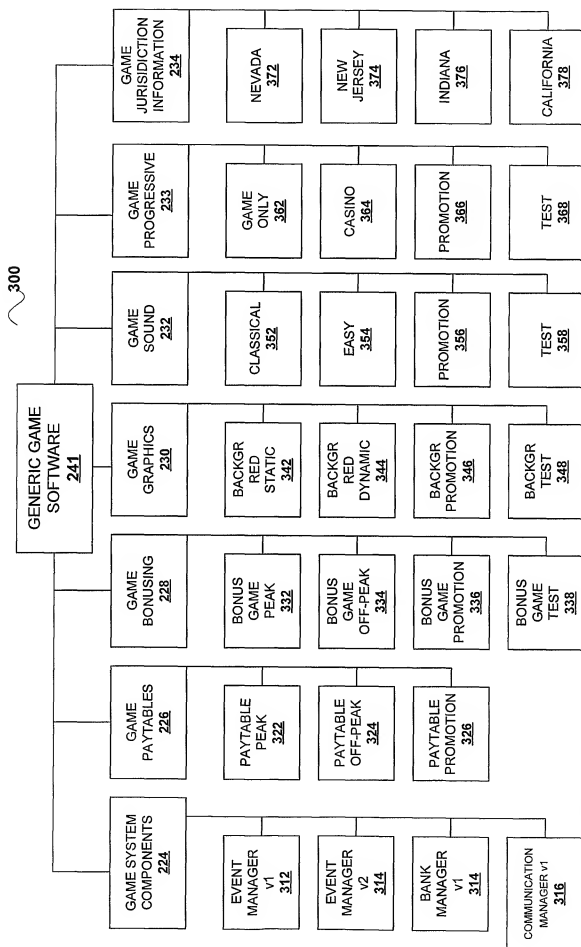 300
GENERIC GAME
SOFTWARE
241
GAME SYSTEM
COMPONENTS
224
EVENT
MANAGER
v1
312
EVENT
MANAGER
v2
314
BANK
MANAGER
v1
314
COMMUNICATION
MANAGER v1
316
GAME
PAYTABLES
226
PAYTABLE
PEAK
322
PAYTABLE
OFF-PEAK
324
PAYTABLE
PROMOTION
326
GAME
BONUSING
228
BONUS
GAME
PEAK
332
BONUS
GAME
OFF-PEAK
334
BONUS
GAME
PROMOTION
336
BONUS
GAME
TEST
338
GAME
GRAPHICS
230
BACKGR
RED
STATIC
342
BACKGR
RED
DYNAMIC
344
BACKGR
PROMOTION
346
BACKGR
TEST
348
GAME
SOUND
232
CLASSICAL
352
EASY
354
PROMOTION
356
TEST
358
GAME
PROGRESSIVE
233
GAME
ONLY
362
CASINO
364
PROMOTION
366
TEST
368
GAME
JURISIDICTION
INFORMATION
234
NEVADA
372
NEW
JERSEY
374
INDIANA
376
CALIFORNIA
378